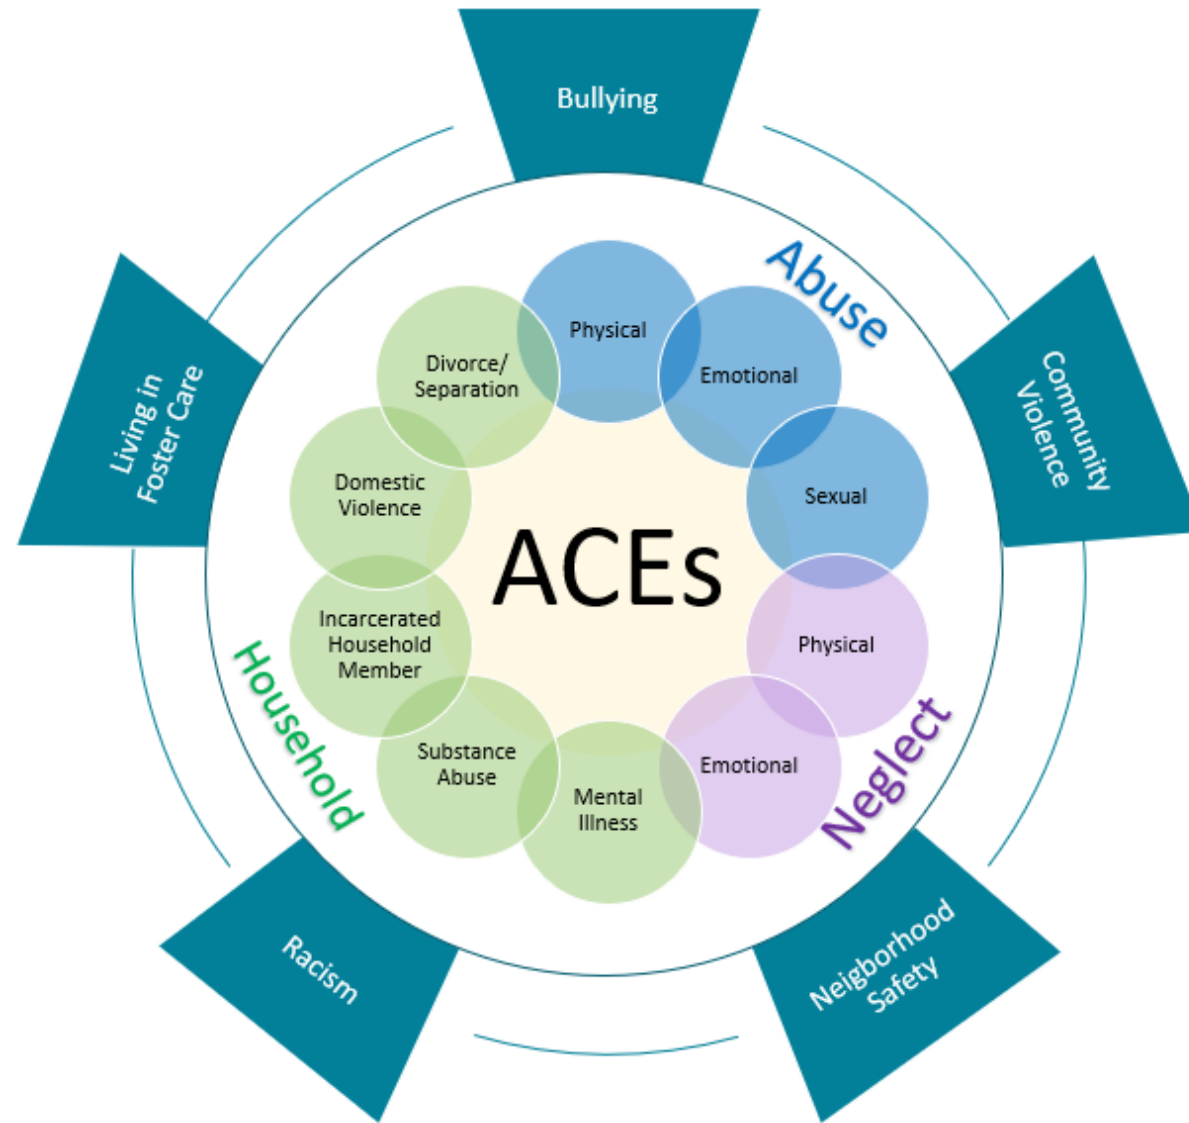 Bullying
Abuse
Physical
Emotional
Divorce/
Separation
Sexual
Domestic
Violence
Living in
Foster Care
Community
Violence
ACEs
Incarcerated
Household
Member
Physical
Household
Neglect
Substance
Abuse
Emotional
Mental
Illness
Racism
Neigborhood
Safety